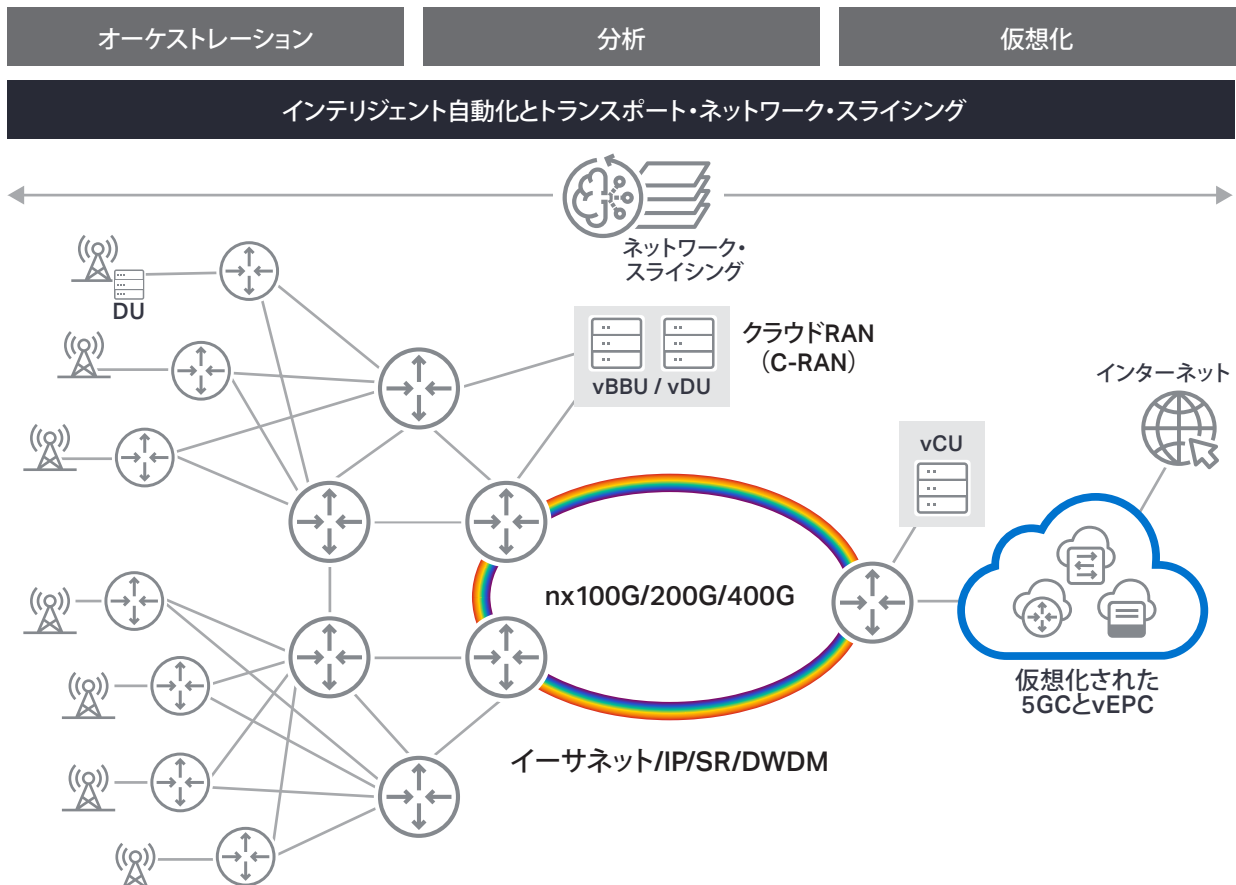 オーケストレーション
分析
仮想化
インテリジェント自動化とトランスポート・ネットワーク・スライシング
ネットワーク・
スライシング
DU
クラウドRAN
（C-RAN）
vBBU / vDU
インターネット
vCU
nx100G/200G/400G
仮想化された
5GCとvEPC
イーサネット/IP/SR/DWDM